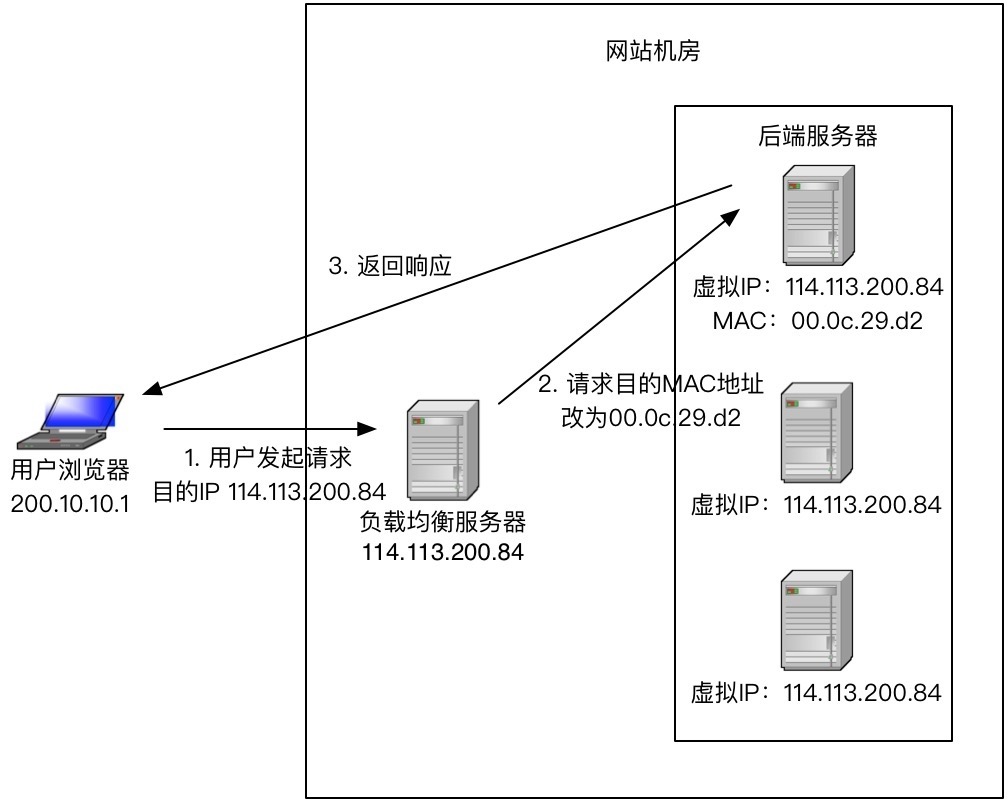 网站机房
后端服务器
虚拟IP：114.113.200.84
MAC：00.0c.29.d2
3. 返回响应
2. 请求目的MAC地址
改为00.0c.29.d2
1. 用户发起请求
目的IP 114.113.200.84
用户浏览器
200.10.10.1
负载均衡服务器
114.113.200.84
虚拟IP：114.113.200.84
虚拟IP：114.113.200.84